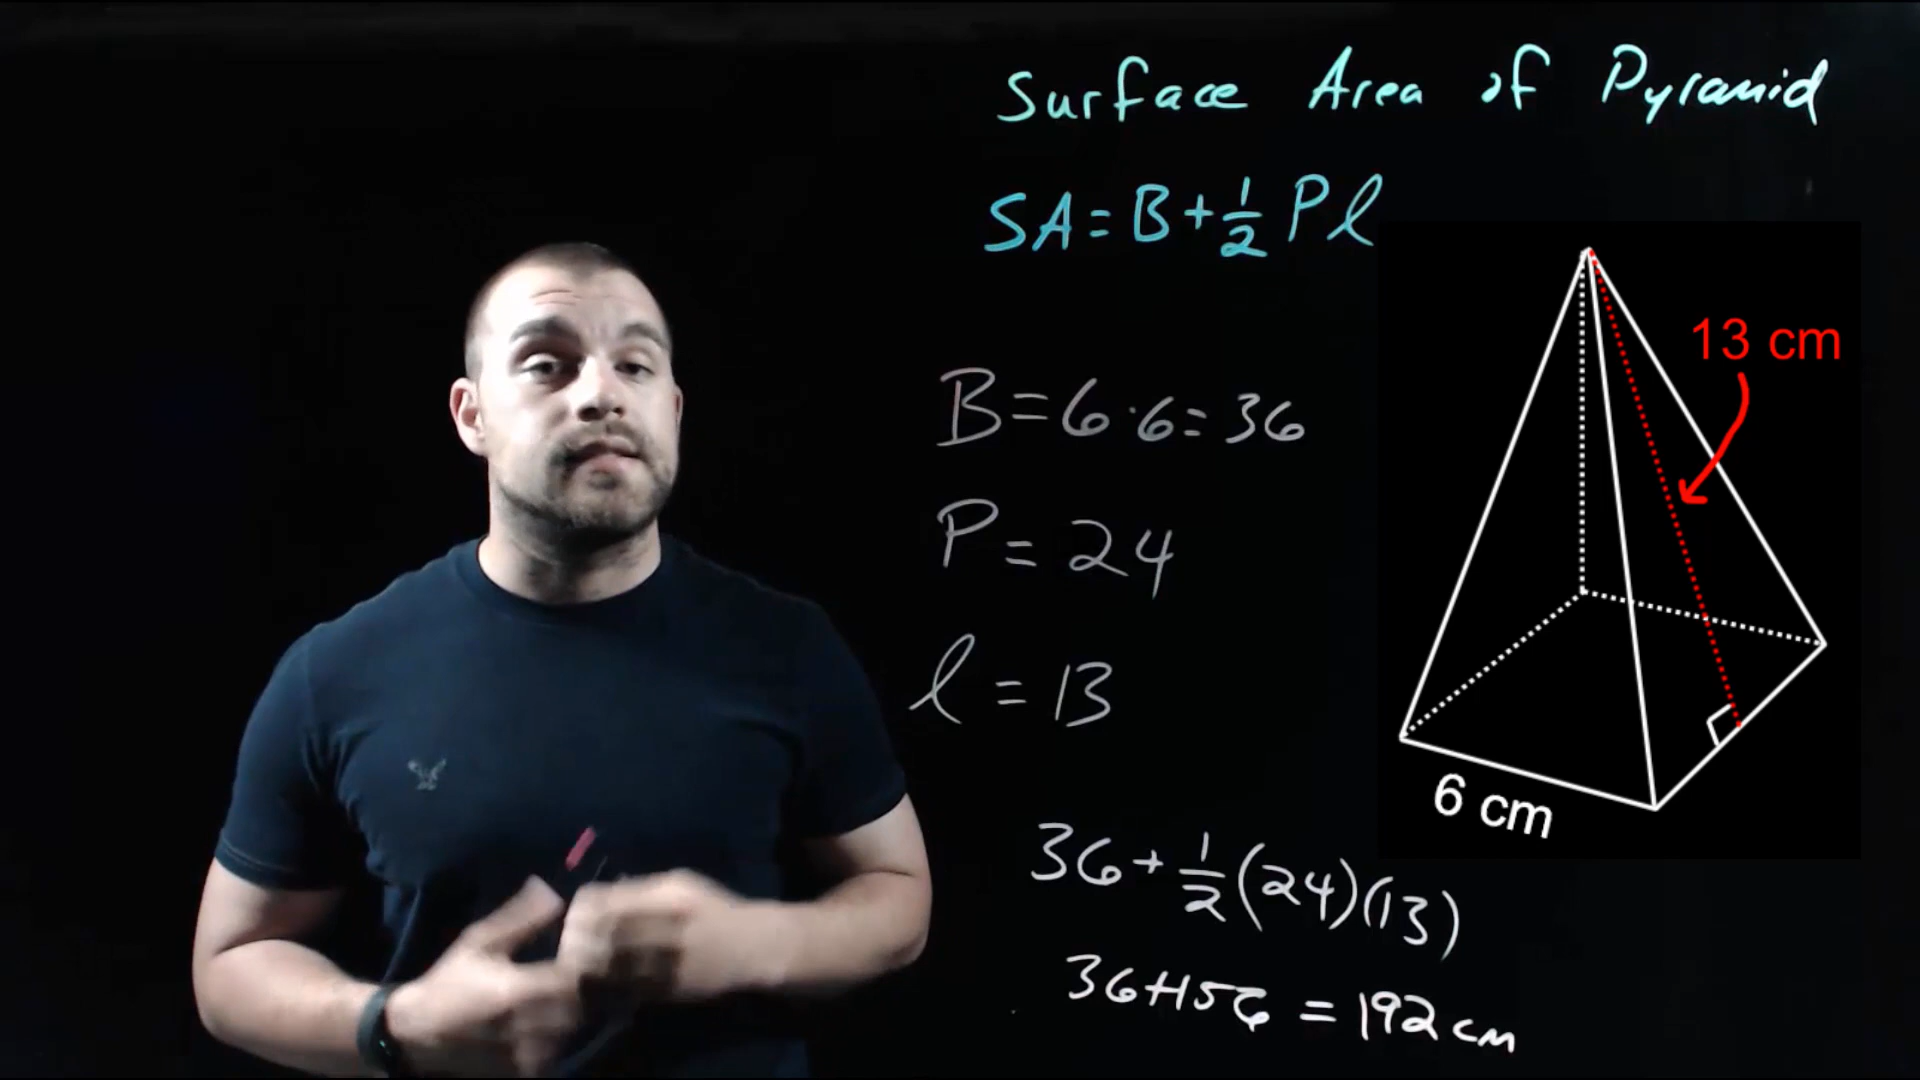 Surface Area of Pyramid
SA = B + 1/2 P l
13 cm
B = 6 · 6 = 36
P = 24
l = 13
6 cm
36 + 1/2 (24)(13)
36 + 156 = 192 cm